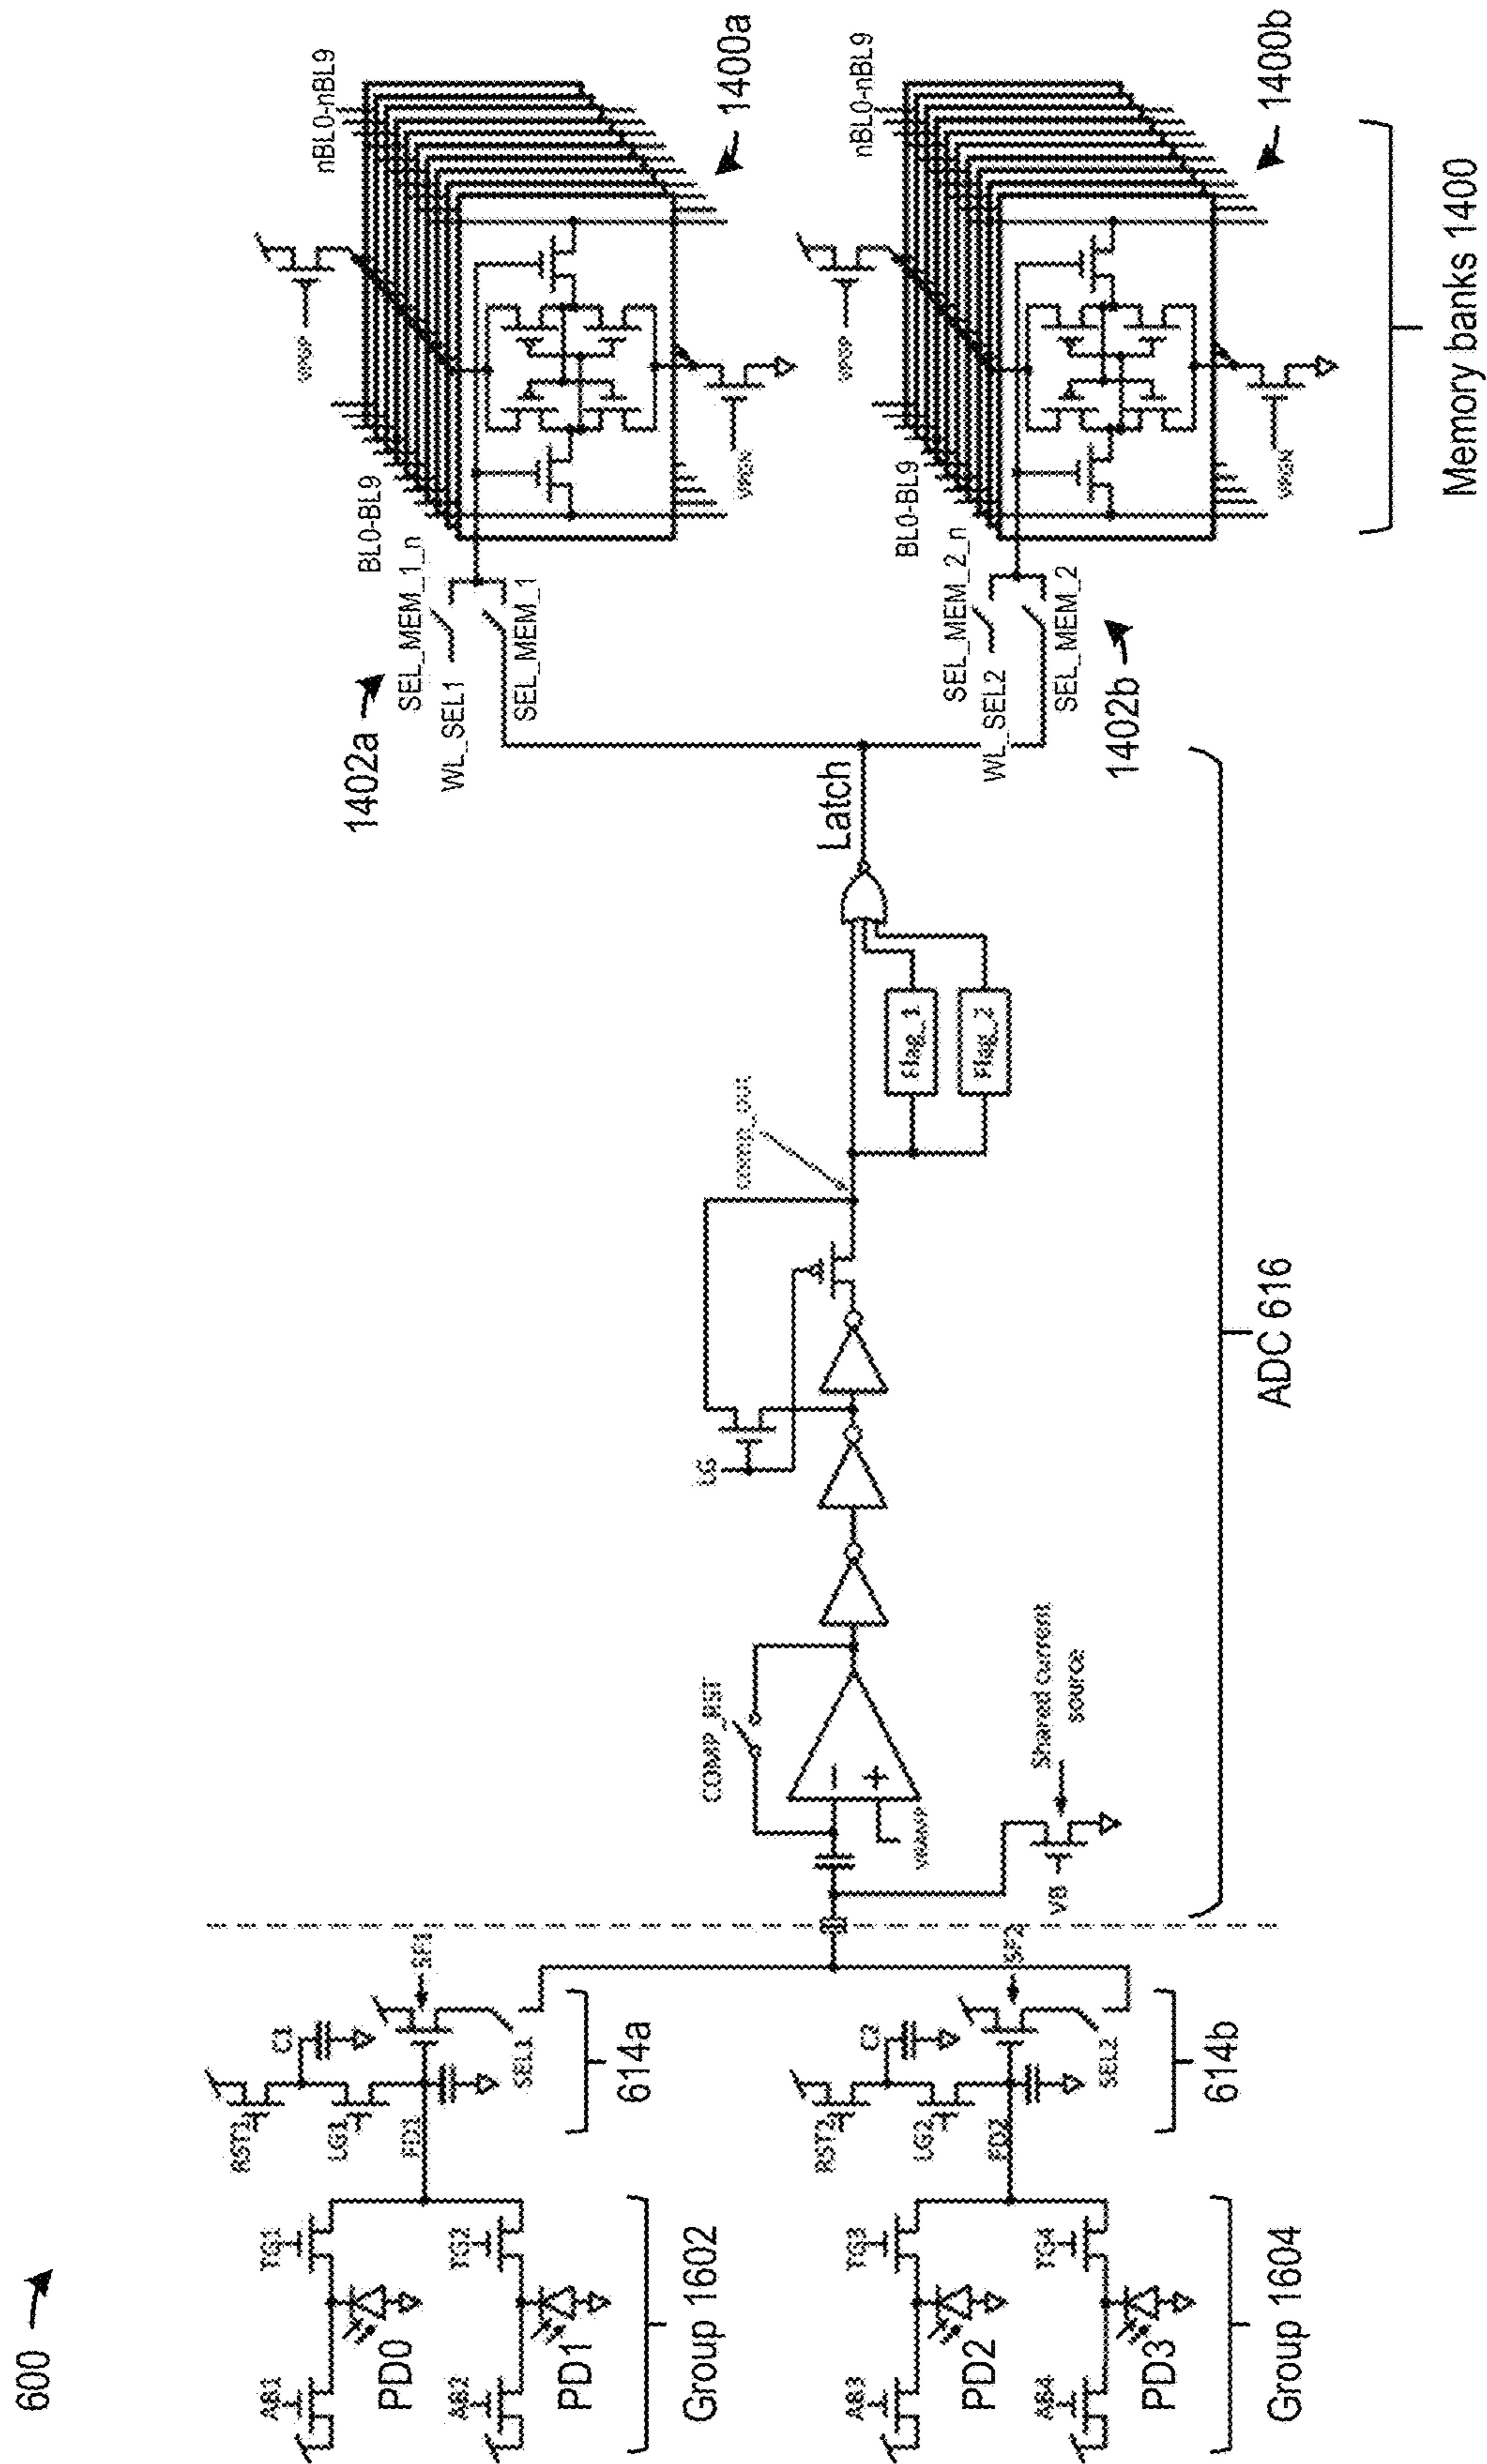 600
AB1
TG1
PD0
AB2
TG2
PD1
Group 1602
RST1
C1
LG1
FD1
SF1
SEL1
614a
AB3
TG3
PD2
AB4
TG4
PD3
Group 1604
RST2
C2
LG2
FD2
SF2
SEL2
614b
COMP_RST
VRAMP
VB
Shared current
source
comp_out
Flag_1
Flag_2
Latch
ADC 616
1402a
SEL_MEM_1_n
WL_SEL1
SEL_MEM_1
BL0-BL9
nBL0-nBL9
1400a
SEL_MEM_2_n
WL_SEL2
SEL_MEM_2
1402b
BL0-BL9
nBL0-nBL9
1400b
Memory banks 1400